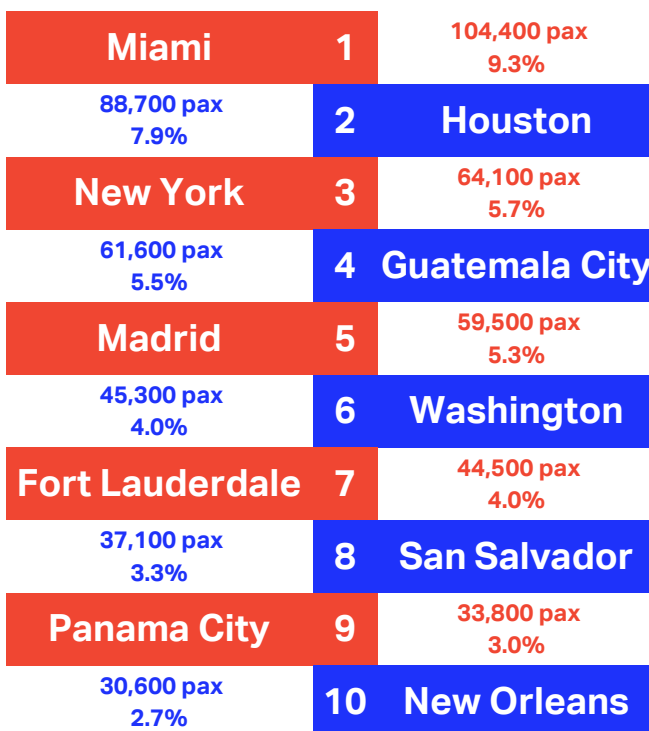 Miami 1 104,400 pax
9.3%
88,700 pax 2 Houston
7.9%
New York 3 64,100 pax
5.7%
61,600 pax 4 Guatemala City
5.5%
Madrid 5 59,500 pax
5.3%
45,300 pax 6 Washington
4.0%
Fort Lauderdale 7 44,500 pax
4.0%
37,100 pax 8 San Salvador
3.3%
Panama City 9 33,800 pax
3.0%
30,600 pax 10 New Orleans
2.7%